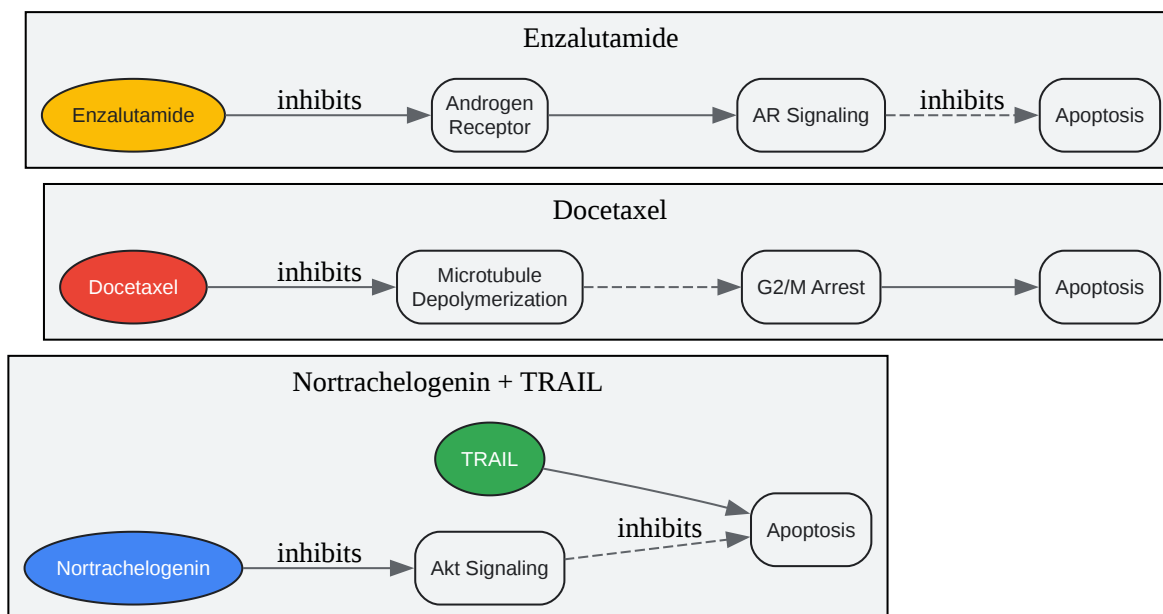 Enzalutamide
Enzalutamide
inhibits
Androgen
Receptor
AR Signaling
inhibits
Apoptosis
Docetaxel
Docetaxel
inhibits
Microtubule
Depolymerization
G2/M Arrest
Apoptosis
Nortrachelogenin + TRAIL
TRAIL
Nortrachelogenin
inhibits
Akt Signaling
inhibits
Apoptosis